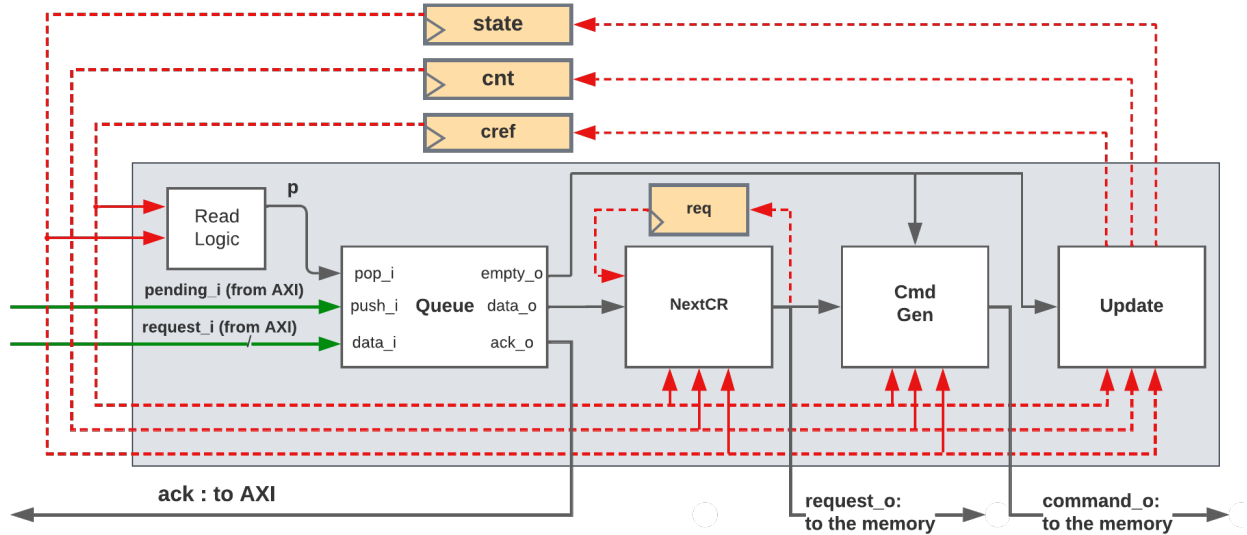 state
cnt
cref
p
Read
Logic
req
pop_i
empty_o
pending_i (from AXI)
push_i
Queue
data_o
NextCR
Cmd
Gen
Update
request_i (from AXI)
data_i
ack_o
ack : to AXI
request_o:
to the memory
command_o:
to the memory